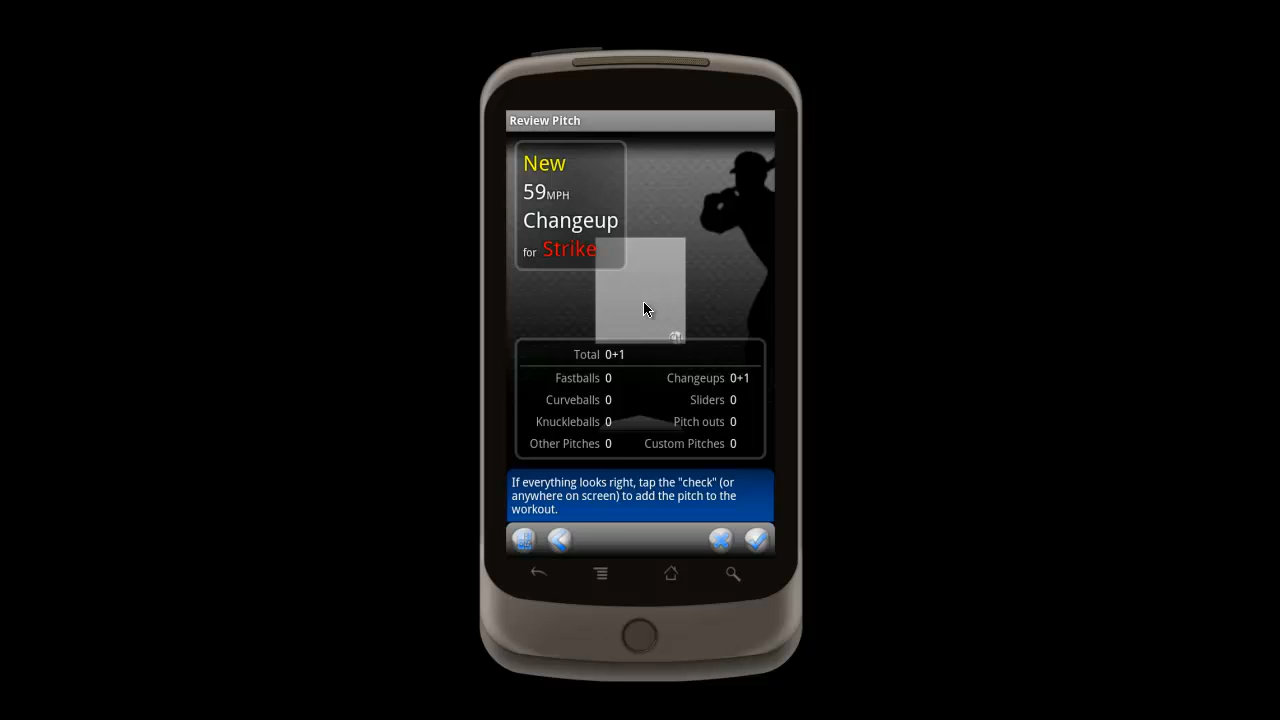 Review Pitch
New
59MPH
Changeup
for Strike
Total 0+1
Fastballs 0 Changeups 0+1
Curveballs 0 Sliders 0
Knuckleballs 0 Pitch outs 0
Other Pitches 0 Custom Pitches 0
If everything looks right, tap the "check" (or
anywhere on screen) to add the pitch to the
workout.